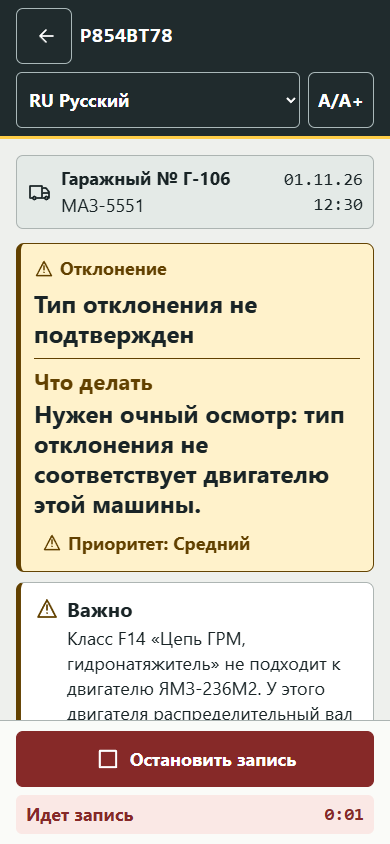 P854BT78
RU Русский
A/A+
Гаражный № Г-106
01.11.26
МАЗ-5551
12:30
Отклонение
Тип отклонения не
подтвержден
Что делать
Нужен очный осмотр: тип
отклонения не
соответствует двигателю
этой машины.
Приоритет: Средний
Важно
Класс F14 «Цепь ГРМ,
гидронатяжитель» не подходит к
двигателю ЯМЗ-236М2. У этого
двигателя распределительный вал
Остановить запись
Идет запись
0:01